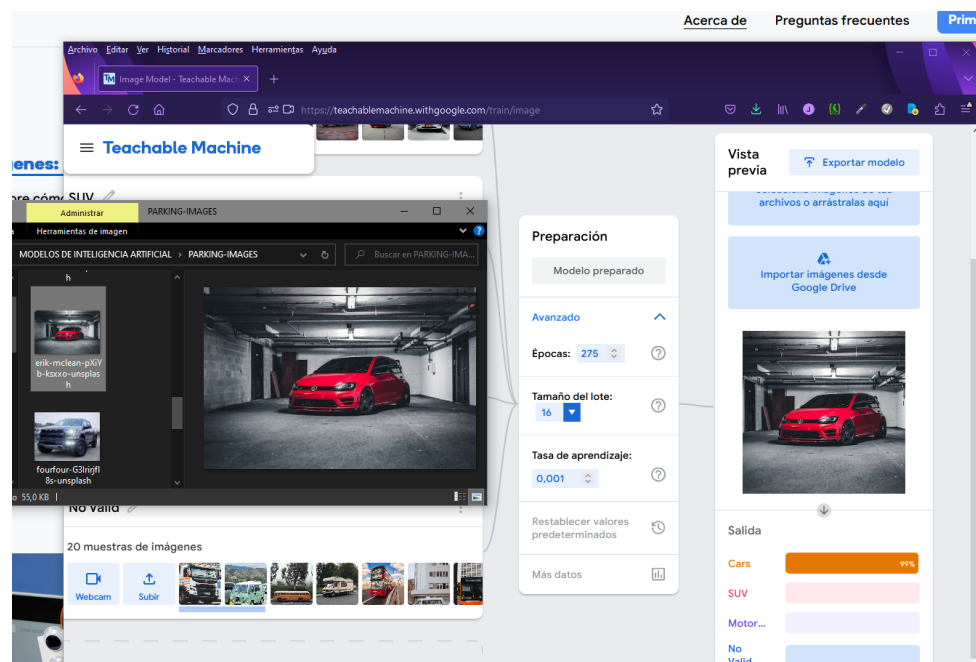 Acerca de
Preguntas frecuentes
Prim
Archivo Editar Ver Historial Marcadores Herramientas Ayuda
Image Model - Teachable Mach
https://teachablemachine.withgoogle.com/train/image
enes:
Teachable Machine
SUV
Administrar
PARKING-IMAGES
Herramientas de imagen
MODELOS DE INTELIGENCIA ARTIFICIAL > PARKING-IMAGES
Buscar en PARKING-IMA...
h
erik-mclean-pXiY
b-ksxxo-unsplas
h
fourfour-G3lrirjfl
8s-unsplash
55,0 KB
No Valid
20 muestras de imágenes
Webcam
Subir
Preparación
Modelo preparado
Avanzado
Épocas: 275
Tamaño del lote:
16
Tasa de aprendizaje:
0,001
Restablecer valores
predeterminados
Más datos
Vista
previa
Exportar modelo
archivos o arrástralas aquí
Importar imágenes desde
Google Drive
Salida
Cars
99%
SUV
Motor...
No
Valid